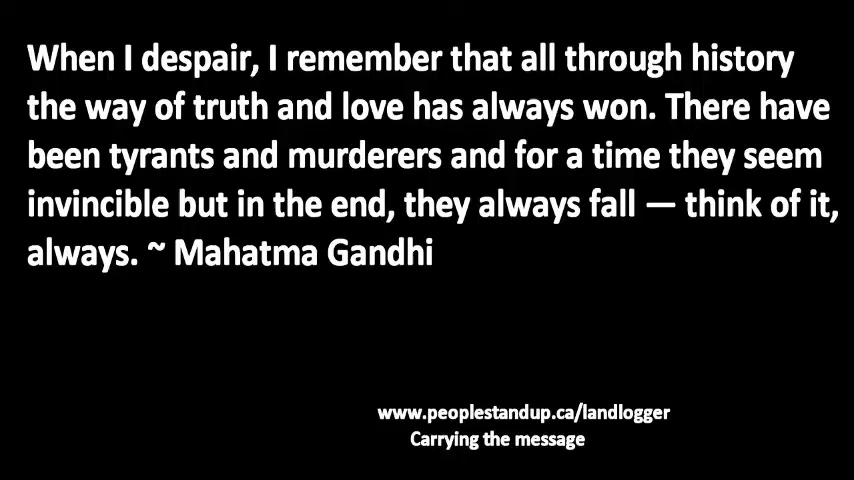 When I despair, I remember that all through history
the way of truth and love has always won. There have
been tyrants and murderers and for a time they seem
invincible but in the end, they always fall — think of it,
always. ~ Mahatma Gandhi
www.peoplestandup.ca/landlogger
Carrying the message